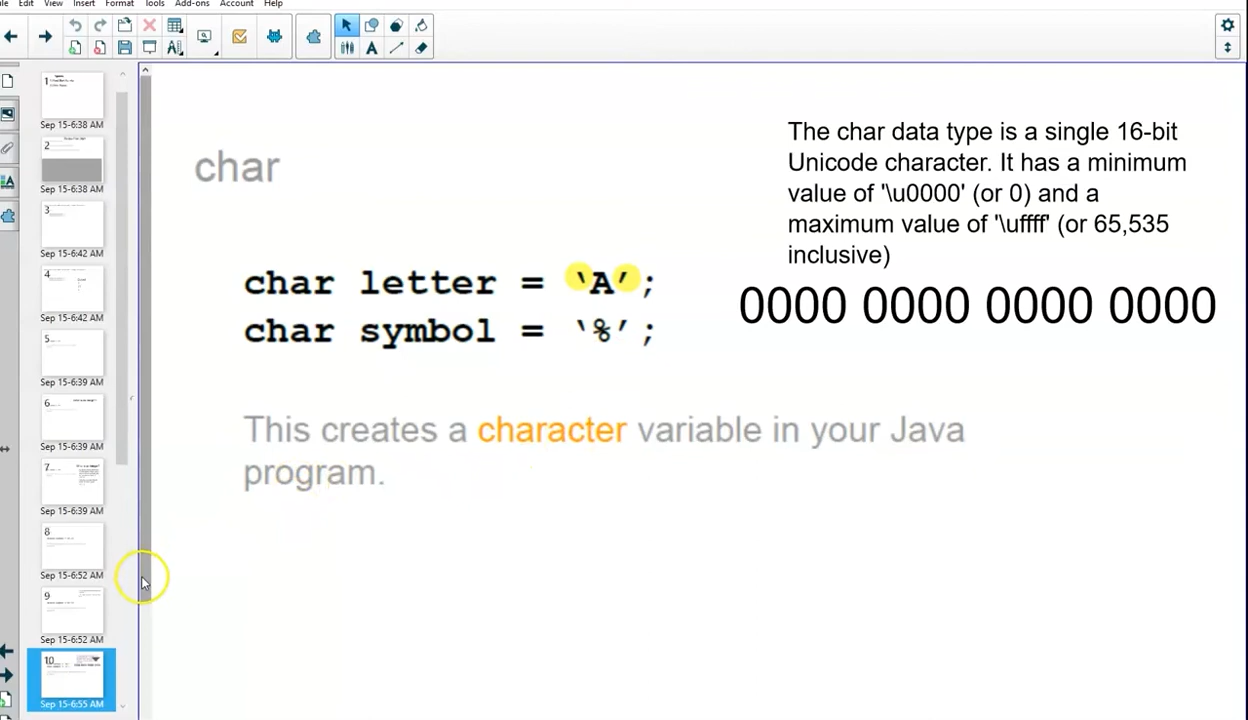 ile Edit View Insert Format Tools Add-ons Account Help
char
The char data type is a single 16-bit
Unicode character. It has a minimum
value of '\u0000' (or 0) and a
maximum value of '\uffff' (or 65,535
inclusive)
0000 0000 0000 0000
char letter = ‘A’;
char symbol = ‘%’;
This creates a character variable in your Java
program.
1
Sep 15-6:38 AM
2
Sep 15-6:38 AM
3
Sep 15-6:42 AM
4
Sep 15-6:42 AM
5
Sep 15-6:39 AM
6
Sep 15-6:39 AM
7
Sep 15-6:39 AM
8
Sep 15-6:52 AM
9
Sep 15-6:52 AM
10
Sep 15-6:55 AM